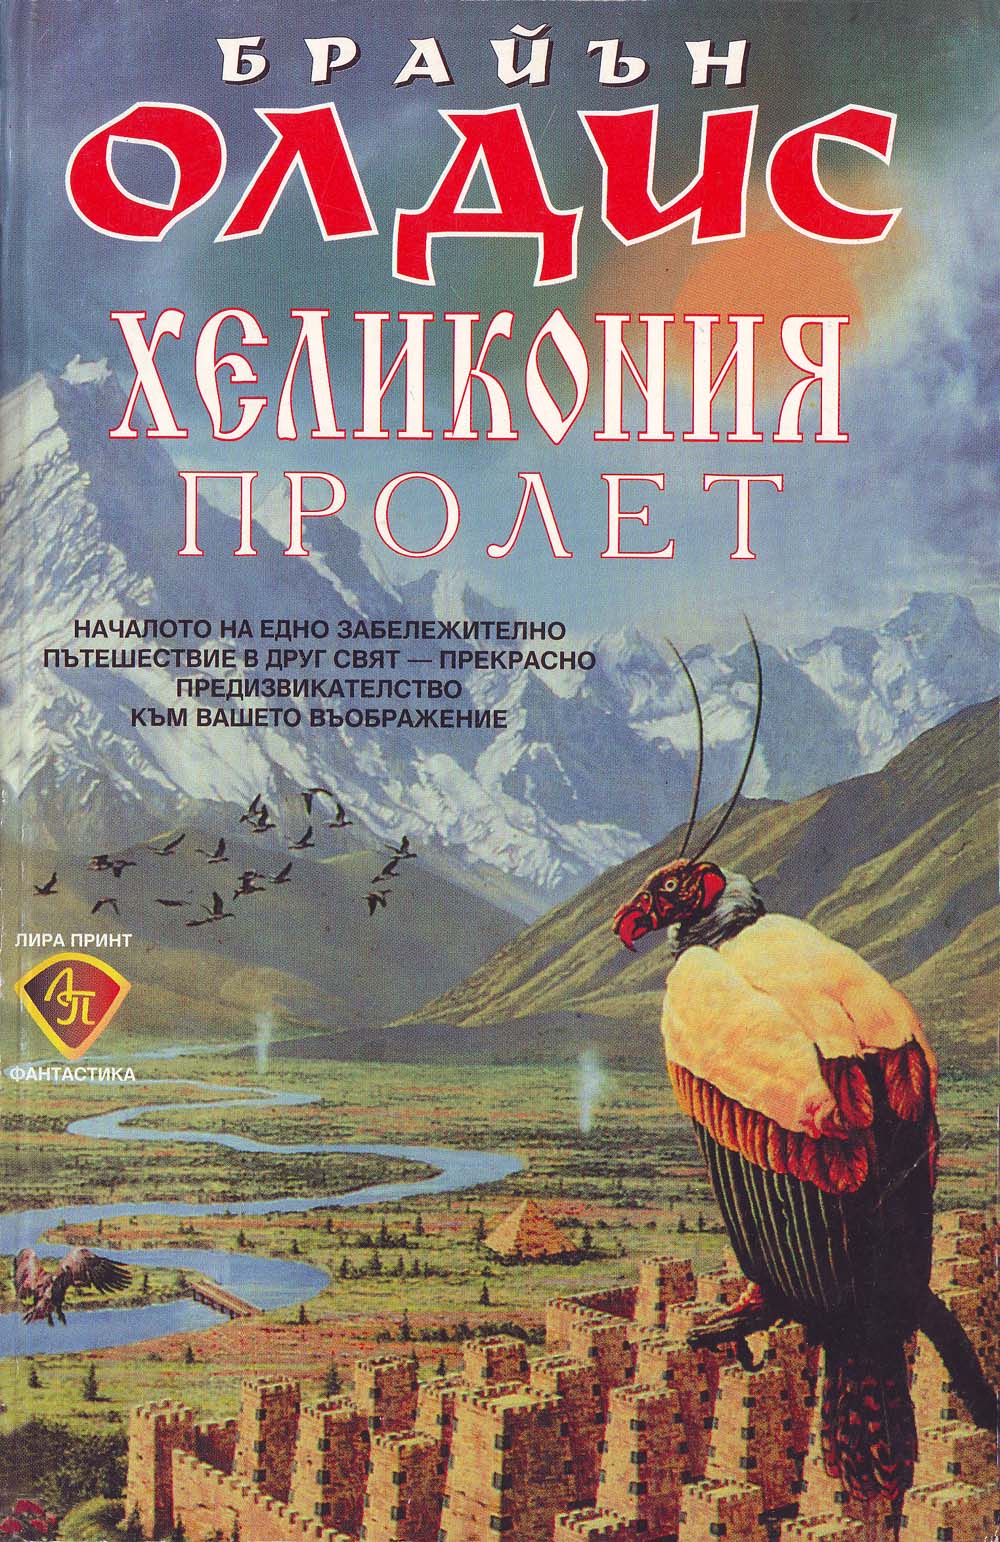 БРАЙЪН
ОЛДИС
ХЕЛИКОНИЯ
ПРОЛЕТ
НАЧАЛОТО НА ЕДНО ЗАБЕЛЕЖИТЕЛНО
ПЪТЕШЕСТВИЕ В ДРУГ СВЯТ — ПРЕКРАСНО
ПРЕДИЗВИКАТЕЛСТВО
КЪМ ВАШЕТО ВЪОБРАЖЕНИЕ
ЛИРА ПРИНТ
ЛП
ФАНТАСТИКА